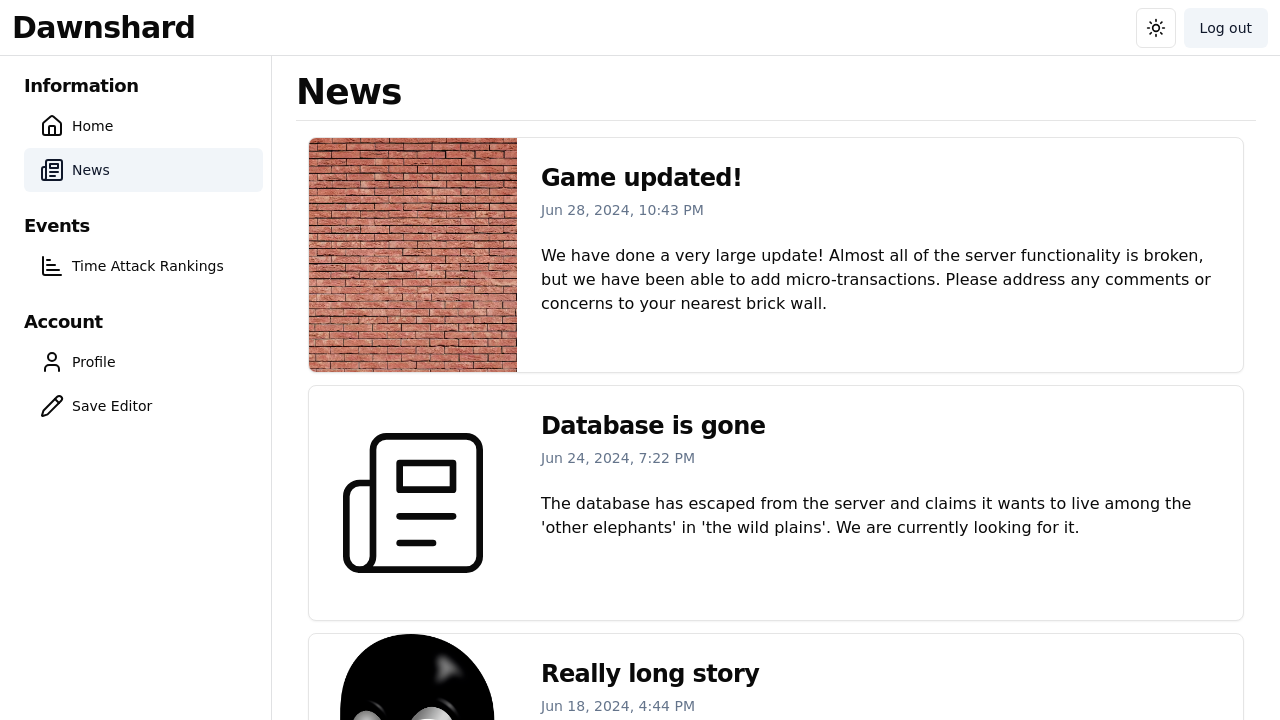 Dawnshard
Log out
Information
Home
News
Events
Time Attack Rankings
Account
Profile
Save Editor
News
Game updated!
Jun 28, 2024, 10:43 PM
We have done a very large update! Almost all of the server functionality is broken,
but we have been able to add micro-transactions. Please address any comments or
concerns to your nearest brick wall.
Database is gone
Jun 24, 2024, 7:22 PM
The database has escaped from the server and claims it wants to live among the
'other elephants' in 'the wild plains'. We are currently looking for it.
Really long story
Jun 18, 2024, 4:44 PM